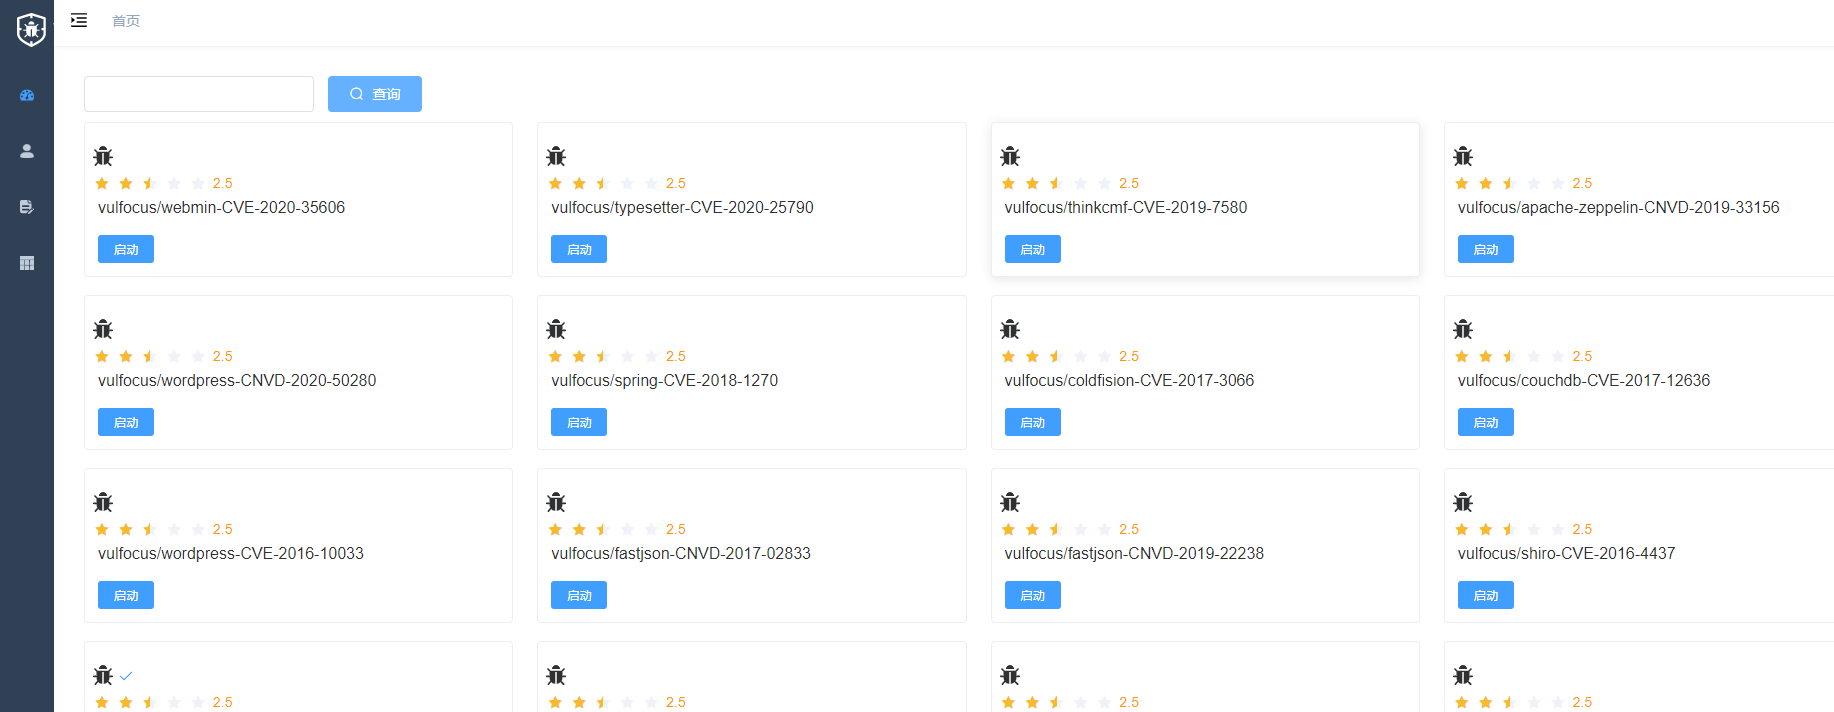 首页
查询
2.5 2.5 2.5 2.5
vulfocus/webmin-CVE-2020-35606 vulfocus/typesetter-CVE-2020-25790 vulfocus/thinkcmf-CVE-2019-7580 vulfocus/apache-zeppelin-CNVD-2019-33156
启动 启动 启动 启动
2.5 2.5 2.5 2.5
vulfocus/wordpress-CNVD-2020-50280 vulfocus/spring-CVE-2018-1270 vulfocus/coldfision-CVE-2017-3066 vulfocus/couchdb-CVE-2017-12636
启动 启动 启动 启动
2.5 2.5 2.5 2.5
vulfocus/wordpress-CVE-2016-10033 vulfocus/fastjson-CNVD-2017-02833 vulfocus/fastjson-CNVD-2019-22238 vulfocus/shiro-CVE-2016-4437
启动 启动 启动 启动
2.5 2.5 2.5 2.5